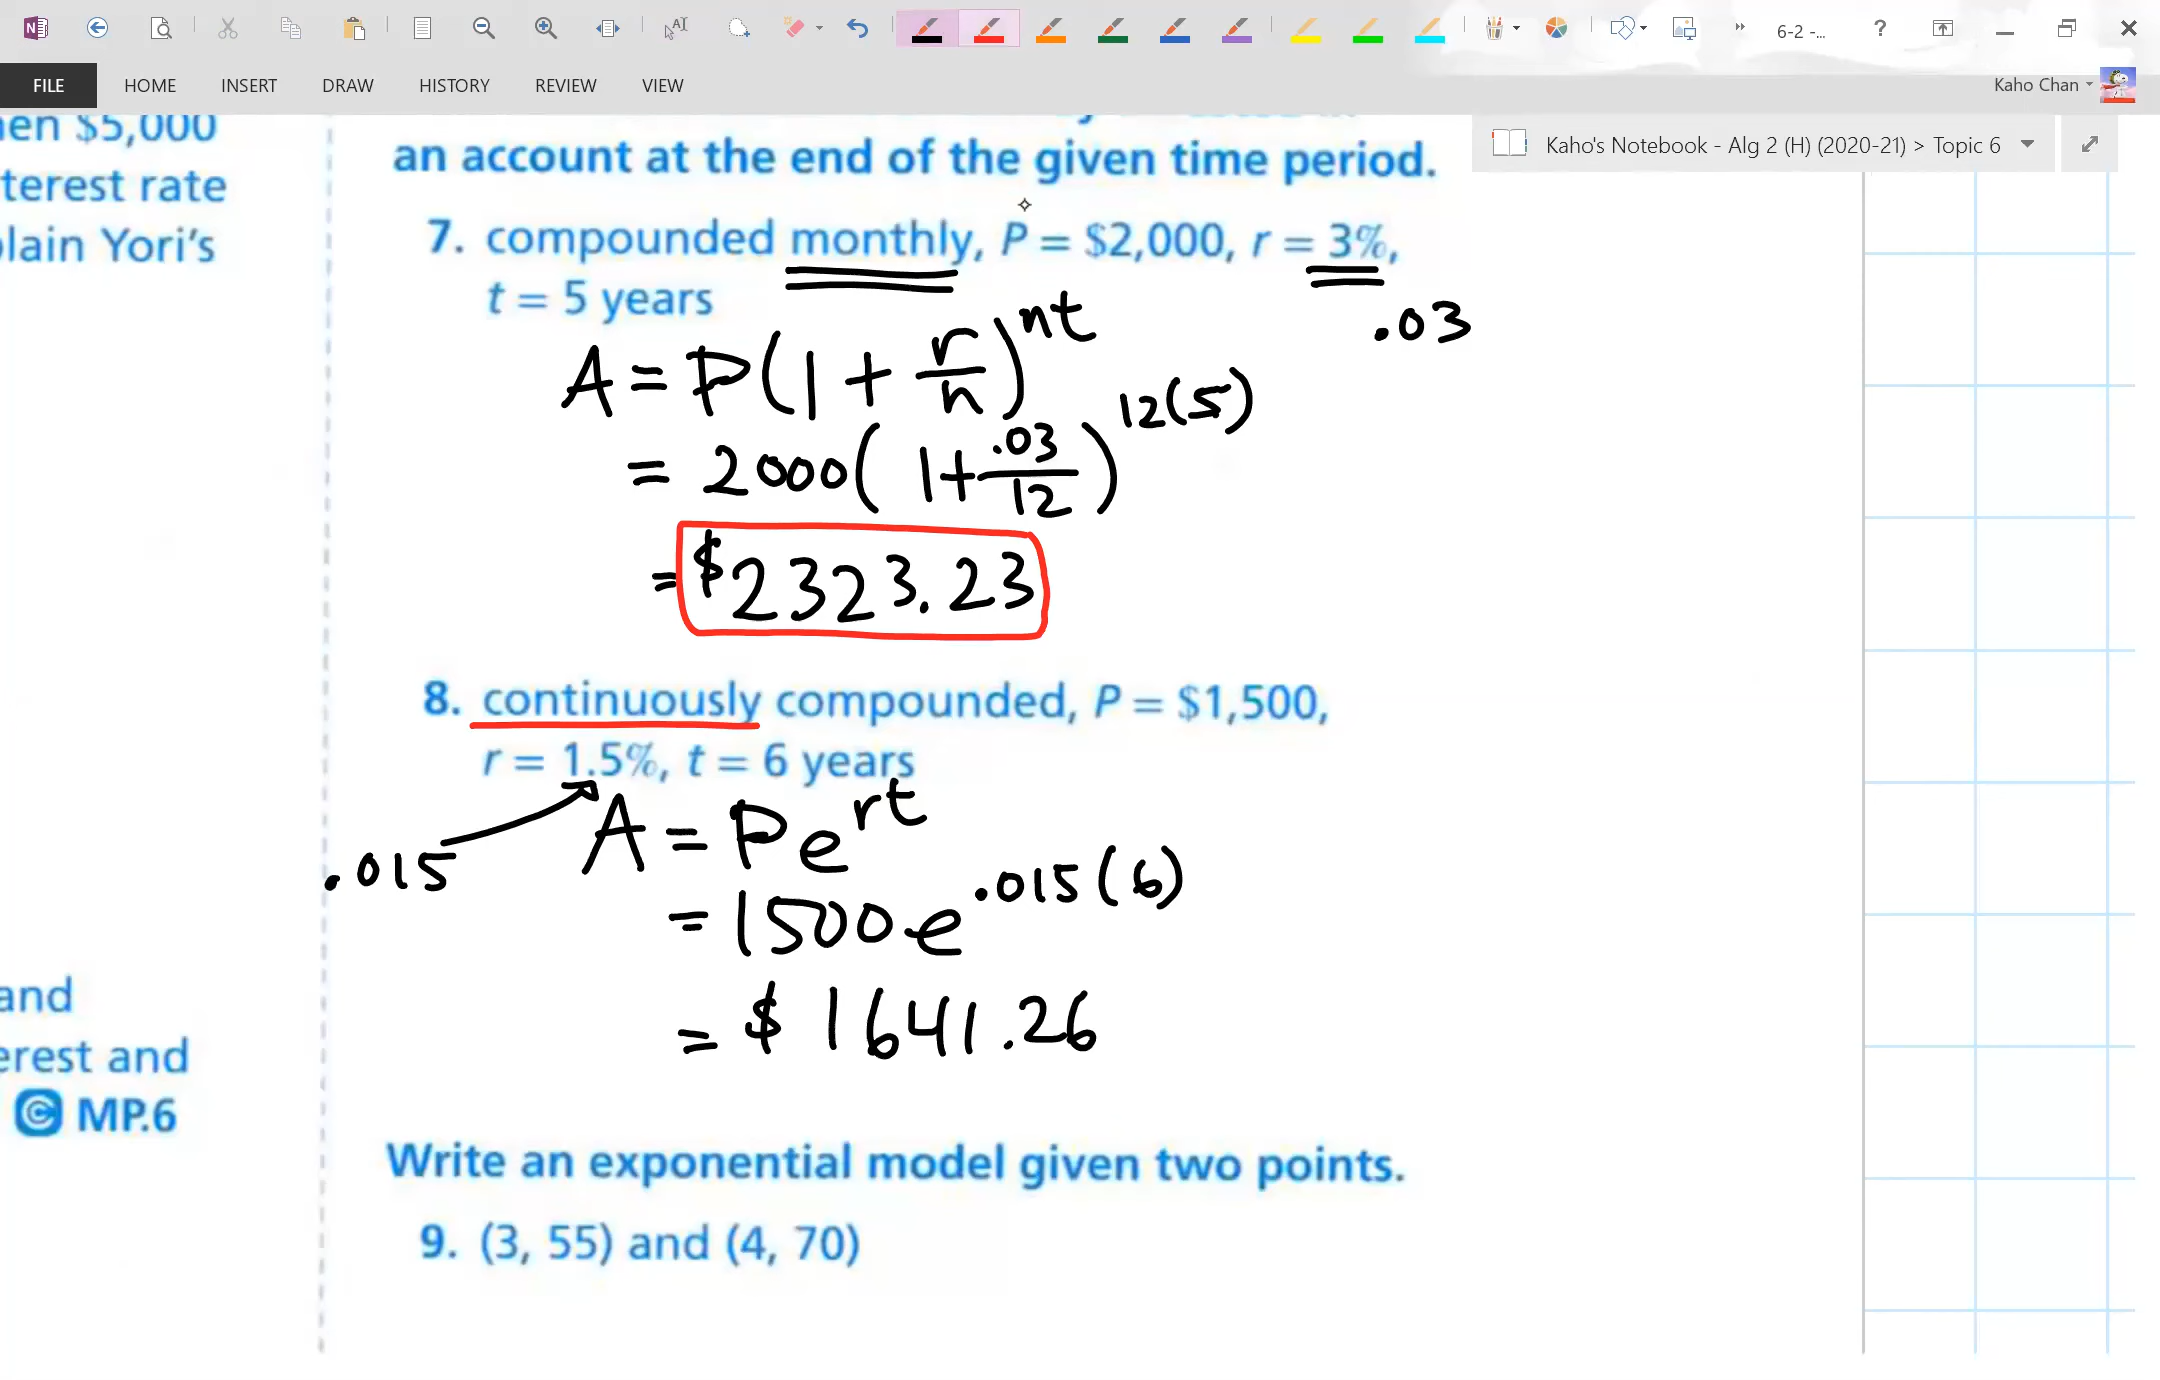 6-2 -...
FILE HOME INSERT DRAW HISTORY REVIEW VIEW
Kaho Chan
Kaho's Notebook - Alg 2 (H) (2020-21) > Topic 6
$5,000
terest rate
lain Yori's
and
erest and
© MP.6
an account at the end of the given time period.
7. compounded monthly, P = $2,000, r = 3%,
t = 5 years
.03
A = P(1 + r/n)^nt
= 2000(1 + .03/12)^12(5)
= $2323.23
8. continuously compounded, P = $1,500,
r = 1.5%, t = 6 years
.015
A = Pe^rt
= 1500e^.015(6)
= $1641.26
Write an exponential model given two points.
9. (3, 55) and (4, 70)